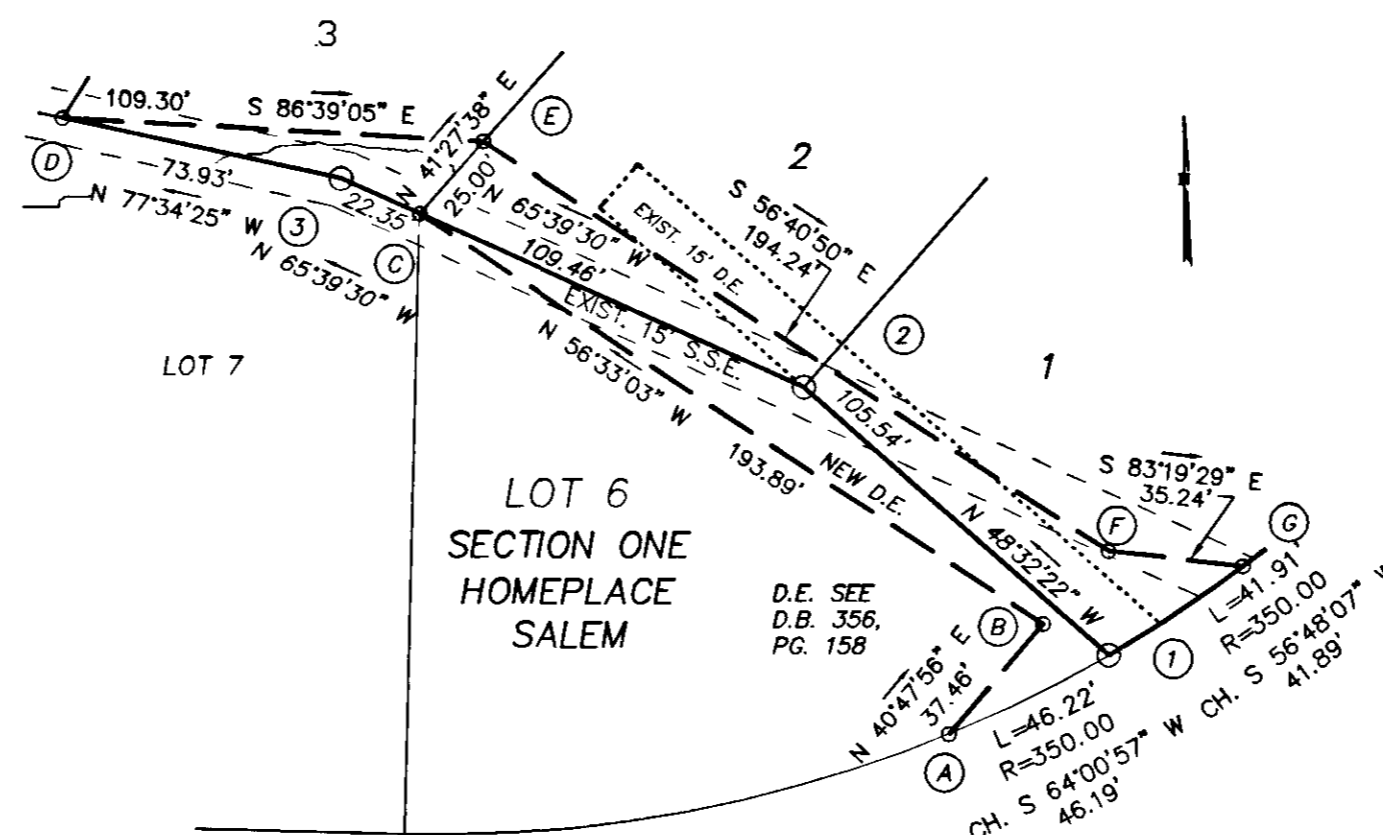 3
109.30'
S 86°39'05" E
N 41°27'38" E
25.00'
E
D
73.93'
N 77°34'25" W
3
22.35
C
N 65°39'30" W
2
S 56°40'50" E
194.24'
EXIST. 15' D.E.
N 65°39'30" W
109.46'
EXIST. 15' S.S.E.
N 56°33'03" W
193.89'
2
1
105.54'
NEW D.E.
N 48°32'22" W
S 83°19'29" E
35.24'
F
G
LOT 7
LOT 6
SECTION ONE
HOMEPLACE
SALEM
D.E. SEE
D.B. 356,
PG. 158
B
N 40°47'56" E
37.46'
A
1
L=41.91'
R=350.00
CH. S 56°48'07" W
41.89'
L=46.22'
R=350.00
CH. S 64°00'57" W
46.19'